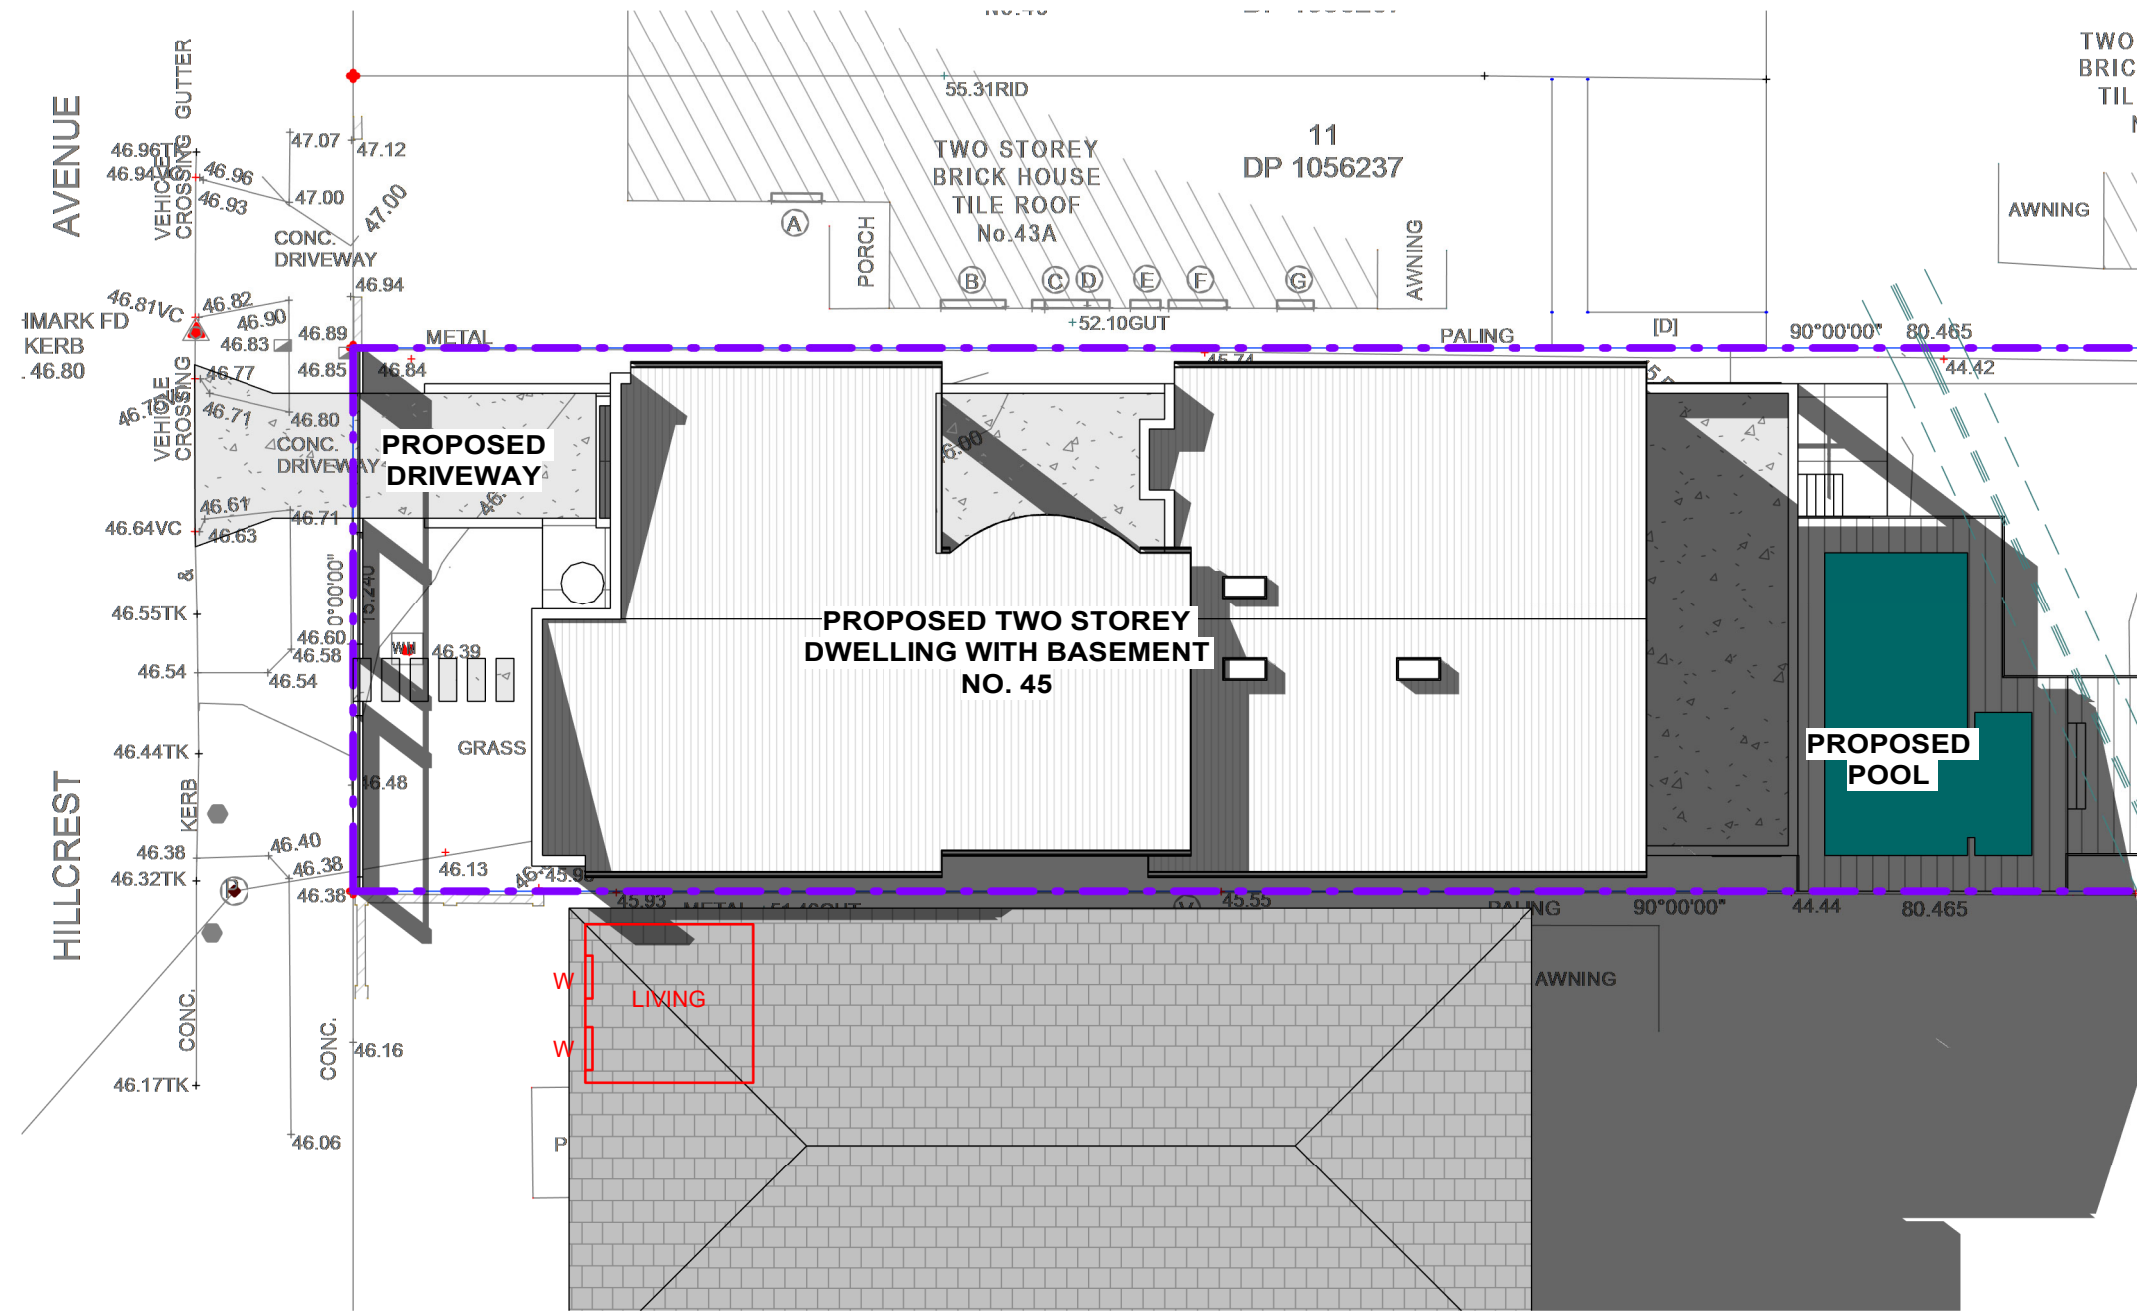 AVENUE
GUTTER
VEHICLE
CROSSING
46.96TK
46.96
46.93
47.07
47.12
47.00
47.00
CONC.
DRIVEWAY
46.94
46.81VC
46.82
46.90
46.83
46.89
46.85
46.84
KERB
46.80
VEHICLE
CROSSING
46.77
46.71
46.80
CONC.
DRIVEWAY
PROPOSED
DRIVEWAY
46.61
46.71
46.64VC
46.63
&
46.55TK
46.60
46.58
46.54
46.54
46.39
15.240
GRASS
46.44TK
46.48
KERB
HILLCREST
46.38
46.40
46.38
46.32TK
46.38
46.13
CONC.
CONC.
46.16
46.17TK
46.06
55.31RID
TWO STOREY
BRICK HOUSE
TILE ROOF
No.43A
11
DP 1056237
A
PORCH
B
C
D
E
F
G
AWNING
AWNING
52.10GUT
METAL
PALING
[D]
90°00'00"
80.465
44.42
PROPOSED TWO STOREY
DWELLING WITH BASEMENT
NO. 45
PROPOSED
POOL
45.93
45.55
PALING
90°00'00"
44.44
80.465
W
LIVING
W
P
AWNING
TWO